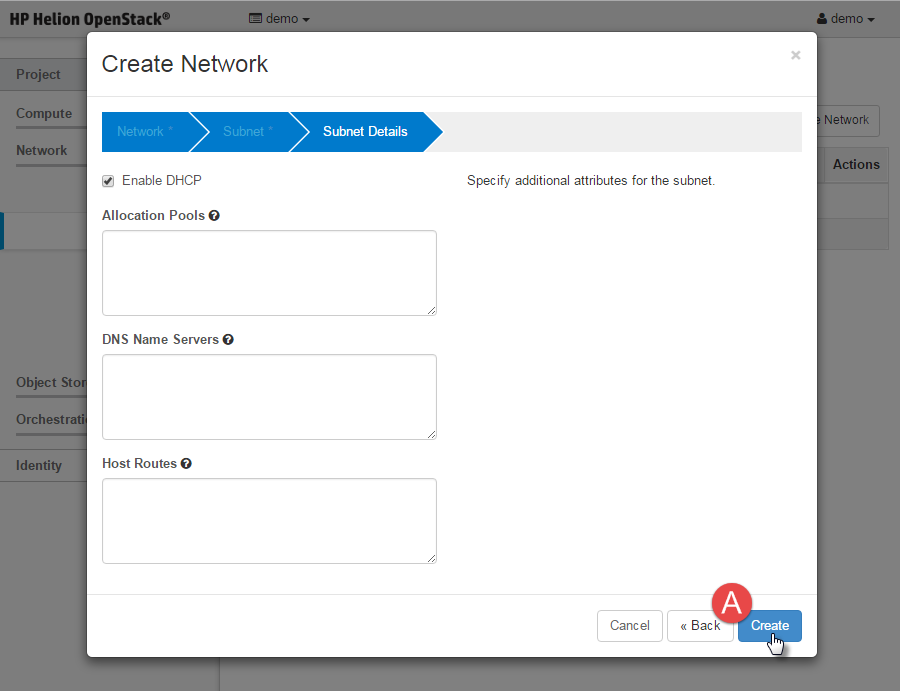 HP Helion OpenStack®
demo
demo
Create Network
×
Project
Compute
Network
Network *
Subnet *
Subnet Details
e Network
Actions
Enable DHCP
Specify additional attributes for the subnet.
Allocation Pools
DNS Name Servers
Object Stor
Orchestrati
Host Routes
Identity
A
Cancel
« Back
Create